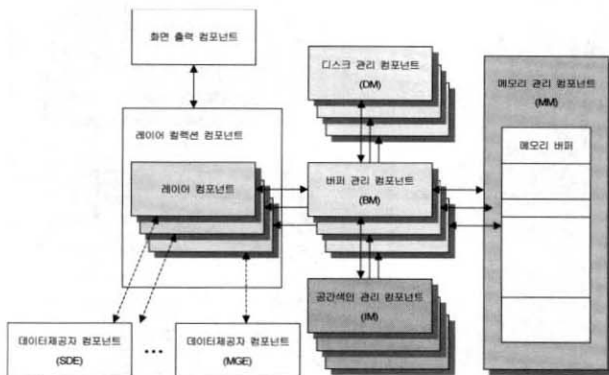 화면 출력 컴포넌트
디스크 관리 컴포넌트
(DM)
메모리 관리 컴포넌트
(MM)
레이어 컬렉션 컴포넌트
메모리 버퍼
레이어 컴포넌트
버퍼 관리 컴포넌트
(BM)
공간색인 관리 컴포넌트
(IM)
데이터제공자 컴포넌트
(SDE)
...
데이터제공자 컴포넌트
(MGE)